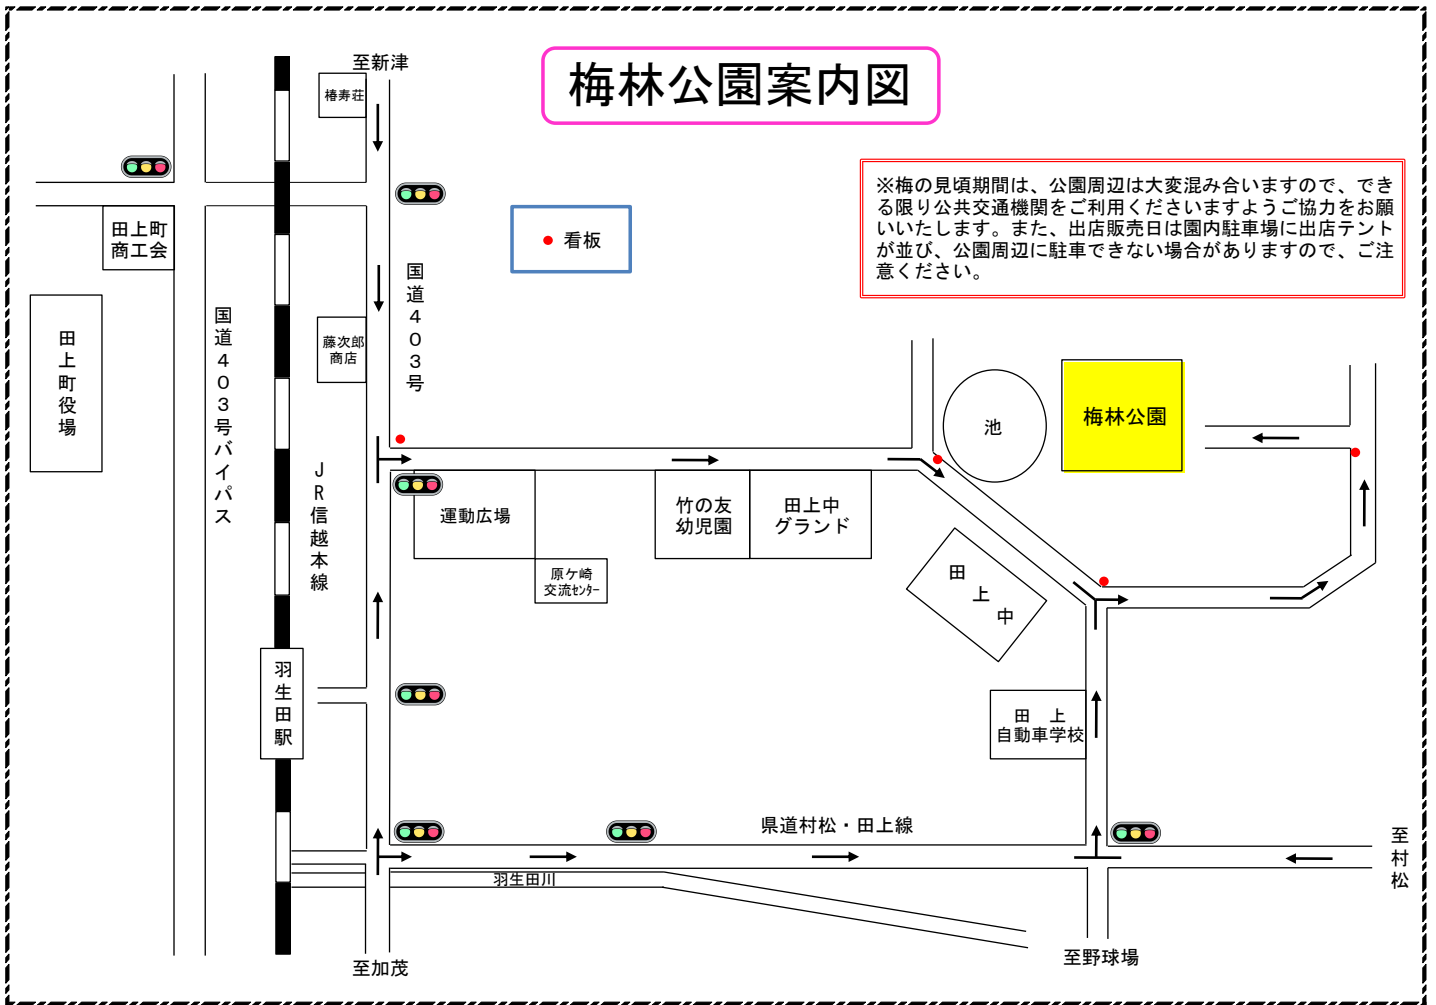 梅林公園案内図
至新津
椿寿荘
※梅の見頃期間は、公園周辺は大変混み合いますので、でき
る限り公共交通機関をご利用くださいますようご協力をお願
いいたします。また、出店販売日は園内駐車場に出店テント
が並び、公園周辺に駐車できない場合がありますので、ご注
意ください。
田上町
商工会
看板
国道403号
国道403号バイパス
田上町役場
藤次郎
商店
池
梅林公園
JR信越本線
運動広場
竹の友
幼児園
田上中
グランド
原ケ崎
交流センター
田上中
羽生田駅
田 上
自動車学校
県道村松・田上線
至村松
羽生田川
至加茂
至野球場